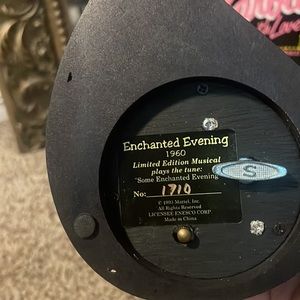 Enchanted Evening
1960
Limited Edition Musical
plays the tune:
"Some Enchanted Evening
No: 1710
© 1993 Mattel, Inc.
All Rights Reserved
LICENSEE ENESCO CORP.
Made in China
S